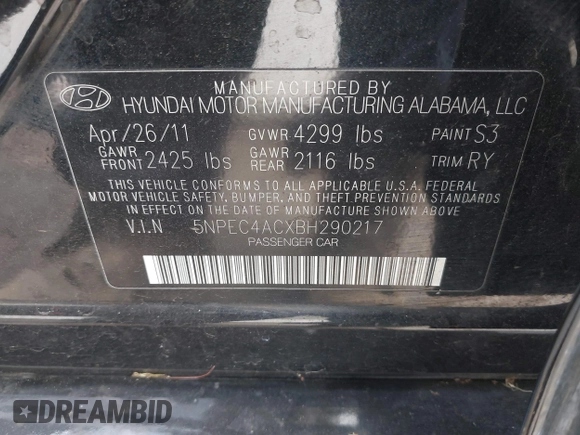 MANUFACTURED BY
HYUNDAI MOTOR MANUFACTURING ALABAMA, LLC
Apr/26/11 GVWR 4299 lbs PAINT S3
GAWR FRONT 2425 lbs GAWR REAR 2116 lbs TRIM RY
THIS VEHICLE CONFORMS TO ALL APPLICABLE U.S.A. FEDERAL
MOTOR VEHICLE SAFETY, BUMPER, AND THEFT PREVENTION STANDARDS
IN EFFECT ON THE DATE OF MANUFACTURE SHOWN ABOVE.
V.I.N 5NPEC4ACXBH290217
PASSENGER CAR
DREAMBID